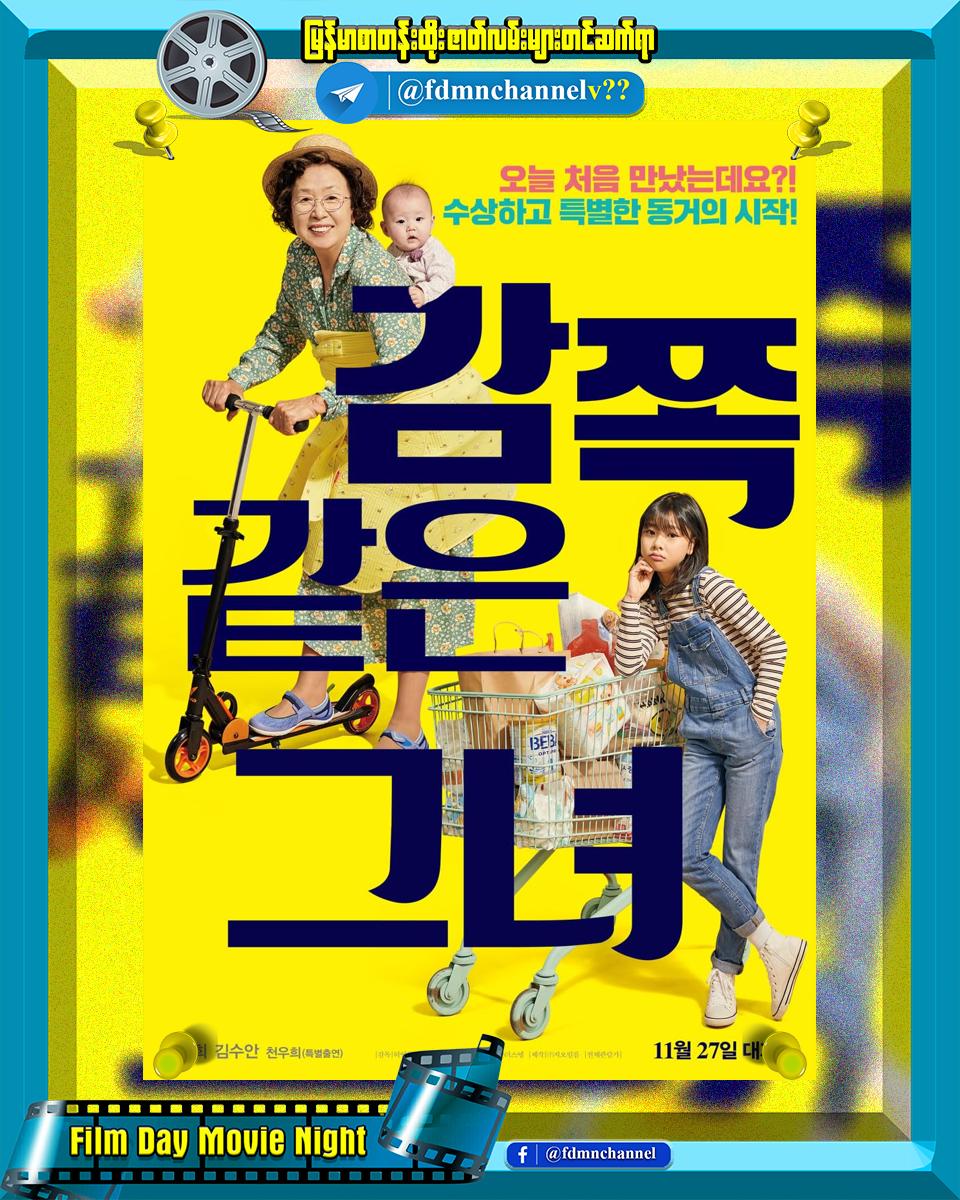 မြန်မာစာတန်းထိုးဇာတ်လမ်းများတင်ဆက်ရာ
@fdmnchannelv??
오늘 처음 만났는데요?!
수상하고 특별한 동거의 시작!
감쪽
같은
그녀
BEBA
희 김수안 천우희(특별출연)
11월 27일 대
Film Day Movie Night
f @fdmnchannel